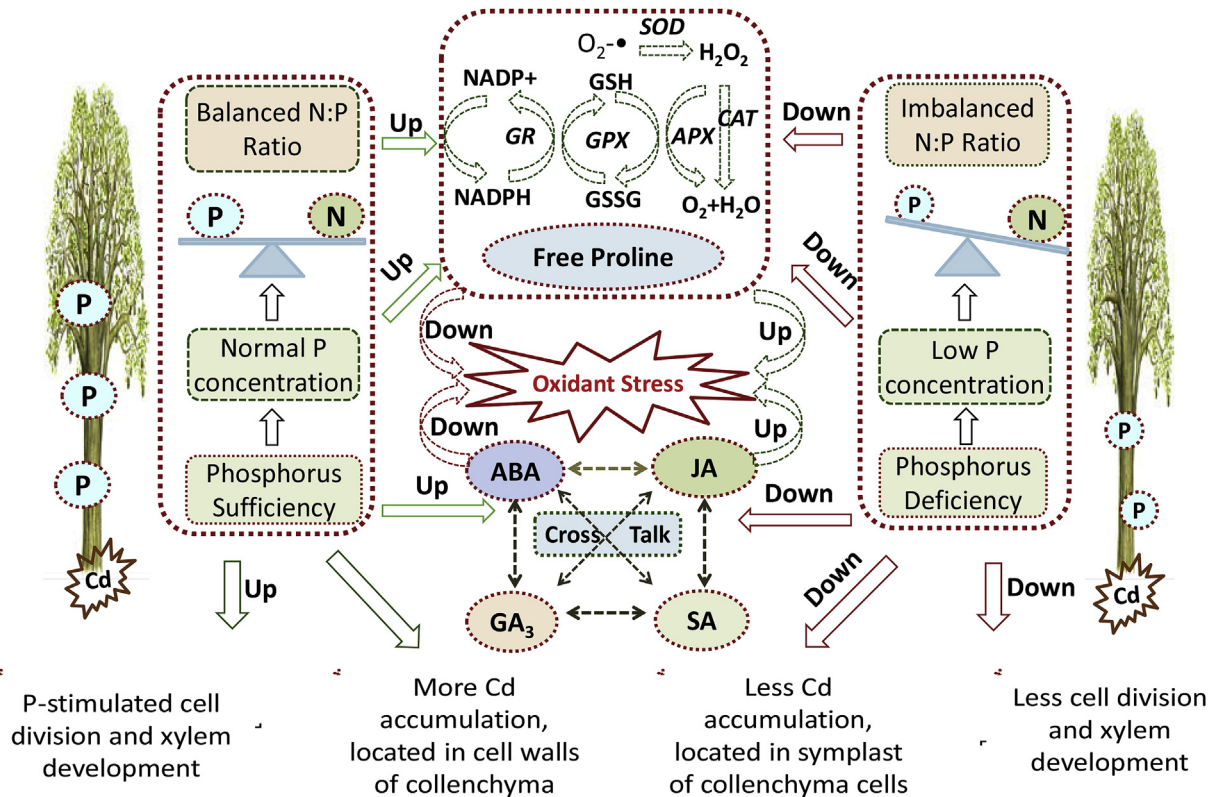 O₂-•
SOD
H₂O₂
NADP+
GSH
GR
GPX
APX
CAT
NADPH
GSSG
O₂+H₂O
Free Proline
Balanced N:P
Ratio
P
N
Normal P
concentration
Phosphorus
Sufficiency
Up
Up
Up
Up
P
P
P
Cd
Imbalanced
N:P Ratio
P
N
Low P
concentration
Phosphorus
Deficiency
Down
Down
Down
Down
Down
P
P
Cd
Down
Up
Oxidant Stress
Down
Up
ABA
JA
Cross
Talk
GA₃
SA
P-stimulated cell
division and xylem
development
More Cd
accumulation,
located in cell walls
of collenchyma
Less Cd
accumulation,
located in symplast
of collenchyma cells
Less cell division
and xylem
development